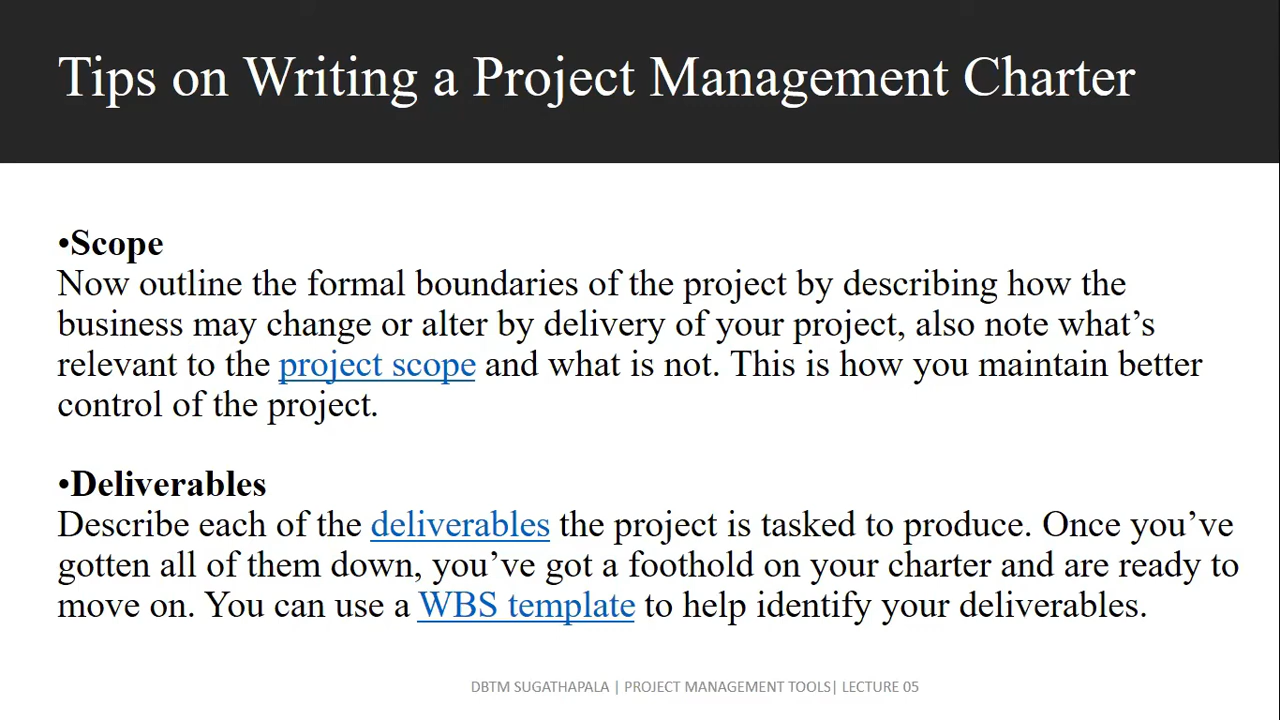 Tips on Writing a Project Management Charter
•Scope
Now outline the formal boundaries of the project by describing how the
business may change or alter by delivery of your project, also note what’s
relevant to the project scope and what is not. This is how you maintain better
control of the project.
•Deliverables
Describe each of the deliverables the project is tasked to produce. Once you’ve
gotten all of them down, you’ve got a foothold on your charter and are ready to
move on. You can use a WBS template to help identify your deliverables.
DBTM SUGATHAPALA | PROJECT MANAGEMENT TOOLS| LECTURE 05